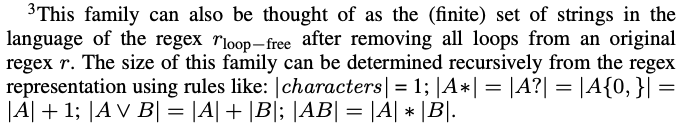 ³This family can also be thought of as the (finite) set of strings in the
language of the regex r_loop−free after removing all loops from an original
regex r. The size of this family can be determined recursively from the regex
representation using rules like: |characters| = 1; |A∗| = |A?| = |A{0, }| =
|A| + 1; |A ∨ B| = |A| + |B|; |AB| = |A| ∗ |B|.